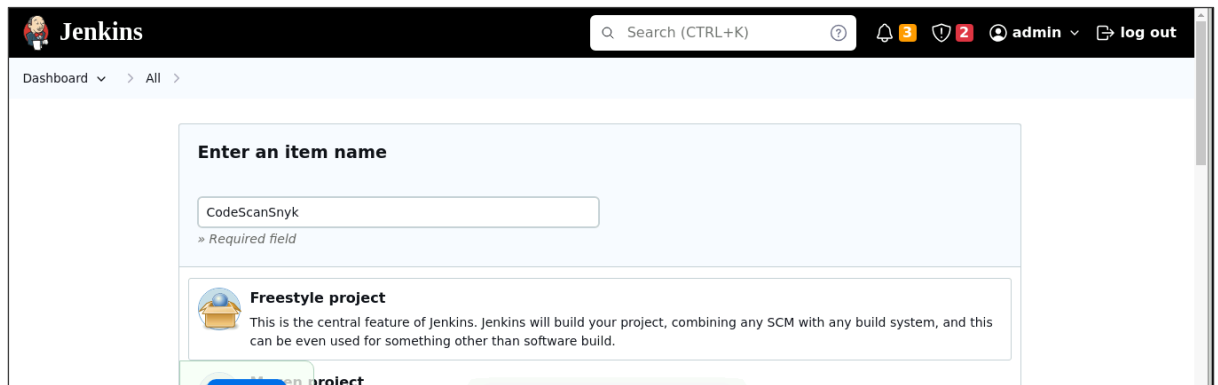 Jenkins
Search (CTRL+K)
3
2
admin
log out
Dashboard
All
Enter an item name
CodeScanSnyk
» Required field
Freestyle project
This is the central feature of Jenkins. Jenkins will build your project, combining any SCM with any build system, and this
can be even used for something other than software build.
Maven project